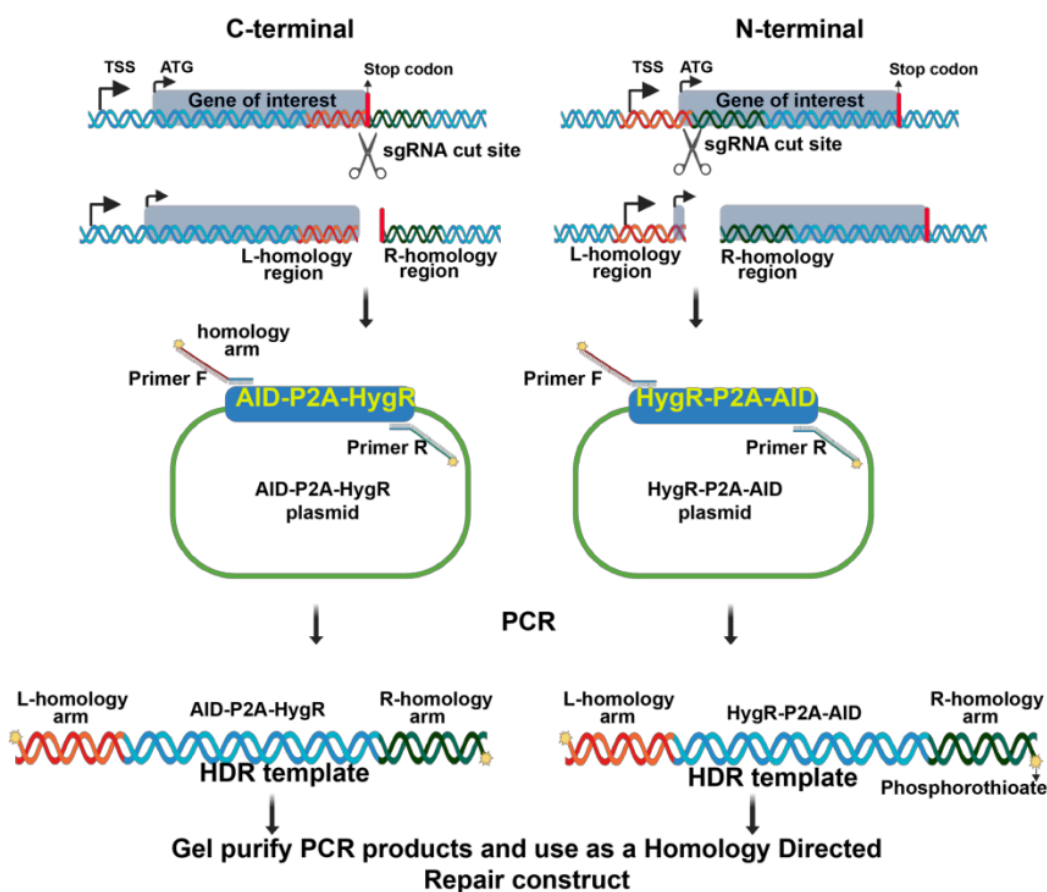 C-terminal
N-terminal
TSS
ATG
Stop codon
Gene of interest
sgRNA cut site
TSS
ATG
Stop codon
Gene of interest
sgRNA cut site
L-homology
region
R-homology
region
L-homology
region
R-homology
region
homology
arm
Primer F
AID-P2A-HygR
Primer R
AID-P2A-HygR
plasmid
Primer F
HygR-P2A-AID
Primer R
HygR-P2A-AID
plasmid
PCR
L-homology
arm
AID-P2A-HygR
R-homology
arm
HDR template
L-homology
arm
HygR-P2A-AID
R-homology
arm
HDR template
Phosphorothioate
Gel purify PCR products and use as a Homology Directed
Repair construct